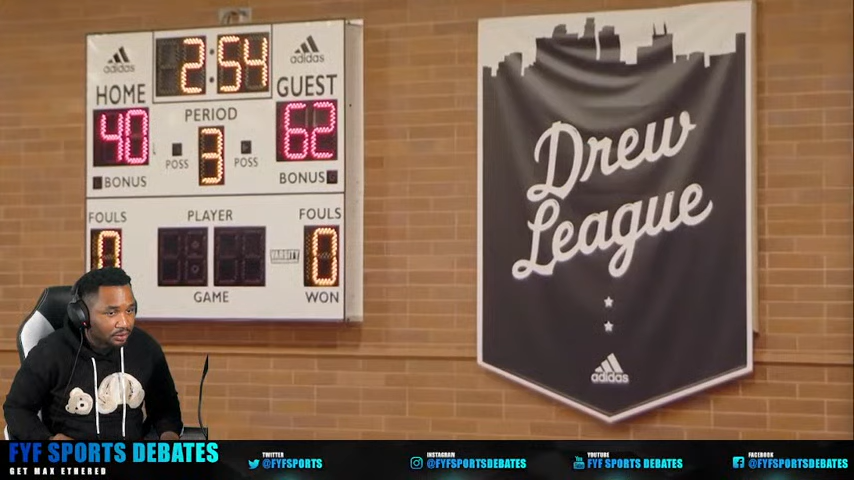 adidas
2:54
adidas
HOME
GUEST
PERIOD
40
3
62
POSS
POSS
BONUS
BONUS
FOULS
PLAYER
FOULS
0
VARSITY
0
GAME
WON
Drew
League
adidas
FYF SPORTS DEBATES
GET MAX ETHERED
TWITTER
@FYFSPORTS
INSTAGRAM
@FYFSPORTSDEBATES
YOUTUBE
FYF SPORTS DEBATES
FACEBOOK
@FYFSPORTSDEBATES